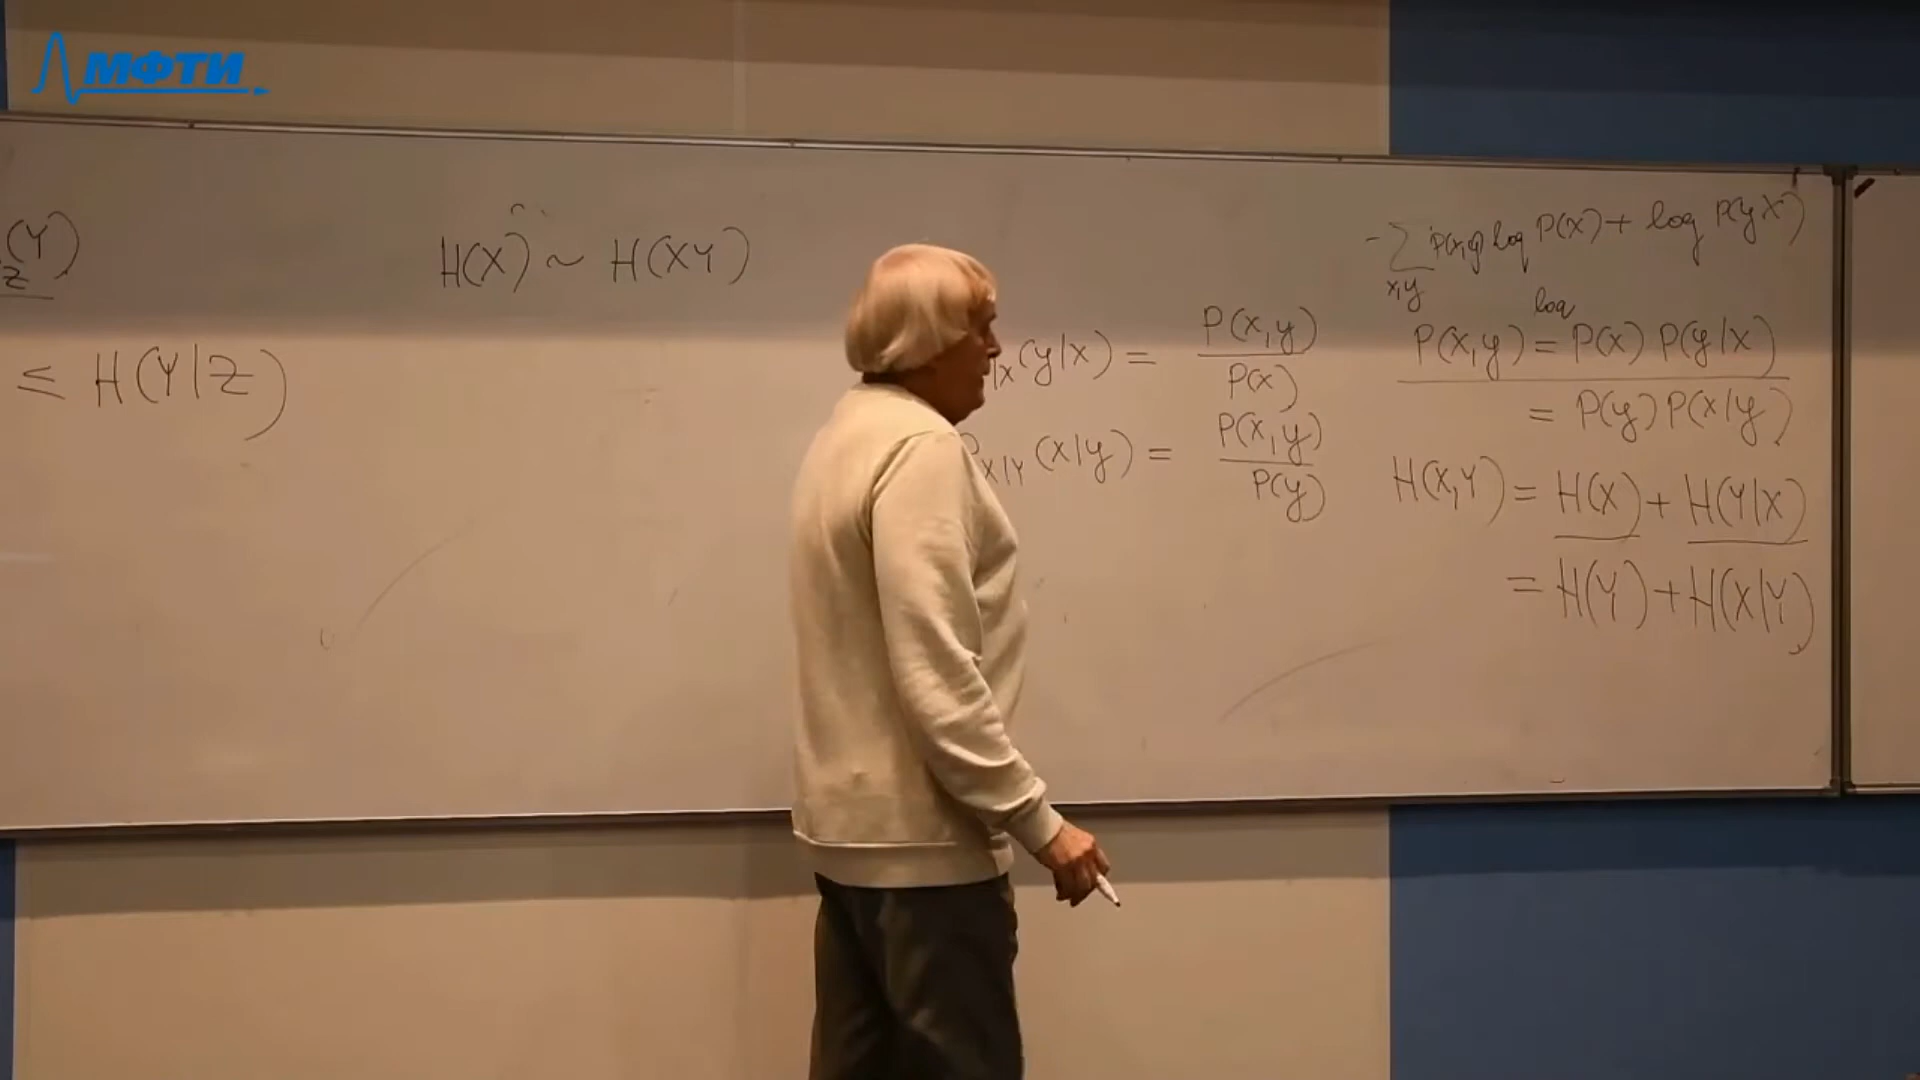 МФТИ
(Y)
Z
≤ H(Y|Z)
H(X) ~ H(XY)
|X(y|x) = P(x,y) / P(x)
P X|Y (x|y) = P(x,y) / P(y)
- ∑ x,y P(x,y) log P(x) + log P(y X)
log
P(x,y) = P(x) P(y|x)
= P(y) P(x|y)
H(X,Y) = H(X) + H(Y|X)
= H(Y) + H(X|Y)